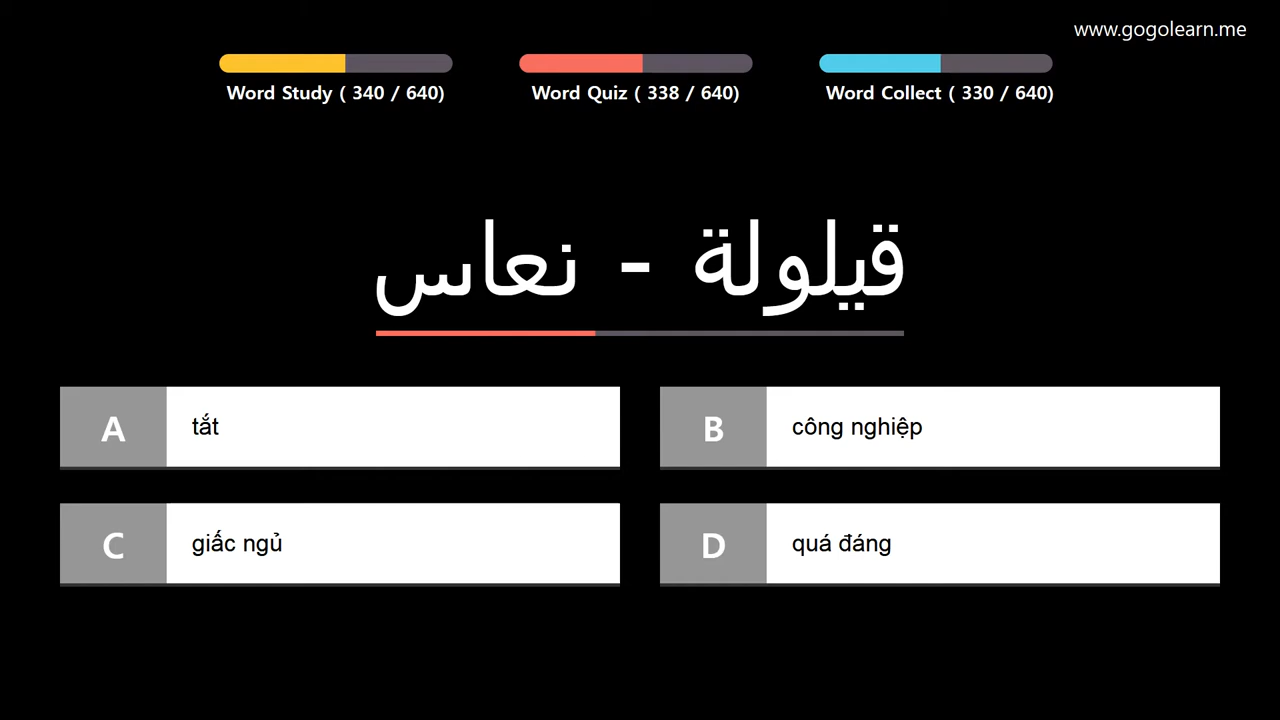 www.gogolearn.me
Word Study ( 340 / 640)
Word Quiz ( 338 / 640)
Word Collect ( 330 / 640)
قيلولة - نعاس
A
tắt
B
công nghiệp
C
giấc ngủ
D
quá đáng